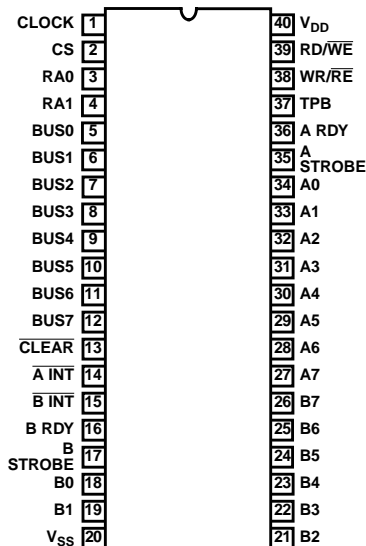 CLOCK 1 40 VDD
CS 2 39 RD/WE
RA0 3 38 WR/RE
RA1 4 37 TPB
BUS0 5 36 A RDY
BUS1 6 35 A STROBE
BUS2 7 34 A0
BUS3 8 33 A1
BUS4 9 32 A2
BUS5 10 31 A3
BUS6 11 30 A4
BUS7 12 29 A5
CLEAR 13 28 A6
A INT 14 27 A7
B INT 15 26 B7
B RDY 16 25 B6
B STROBE 17 24 B5
B0 18 23 B4
B1 19 22 B3
VSS 20 21 B2